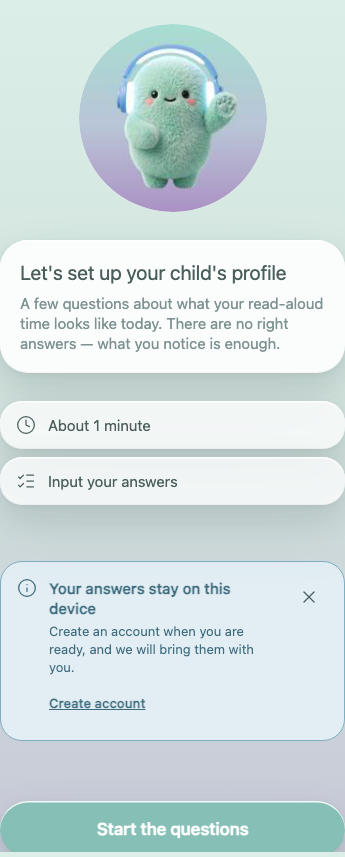 Let's set up your child's profile
A few questions about what your read-aloud
time looks like today. There are no right
answers — what you notice is enough.
About 1 minute
Input your answers
Your answers stay on this
device
Create an account when you are
ready, and we will bring them with
you.
Create account
Start the questions